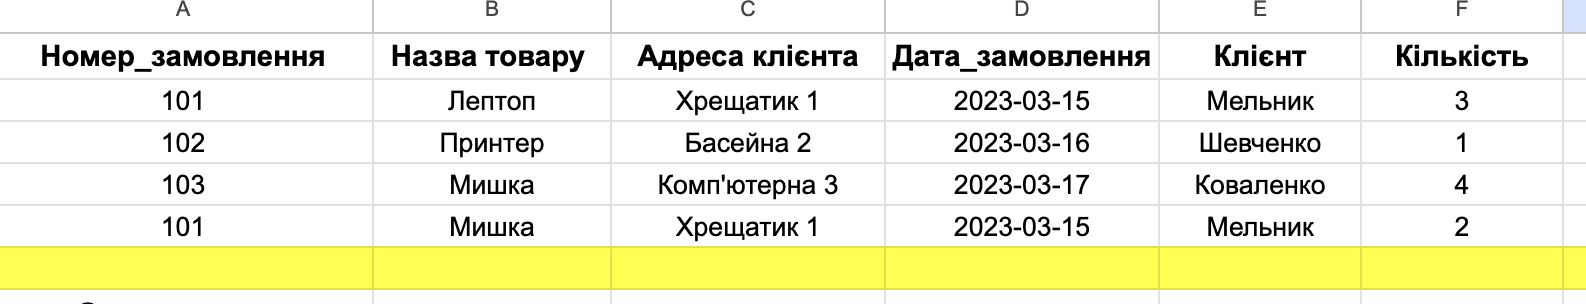 A B C D E F
Номер_замовлення Назва товару Адреса клієнта Дата_замовлення Клієнт Кількість
101 Лептоп Хрещатик 1 2023-03-15 Мельник 3
102 Принтер Басейна 2 2023-03-16 Шевченко 1
103 Мишка Комп'ютерна 3 2023-03-17 Коваленко 4
101 Мишка Хрещатик 1 2023-03-15 Мельник 2